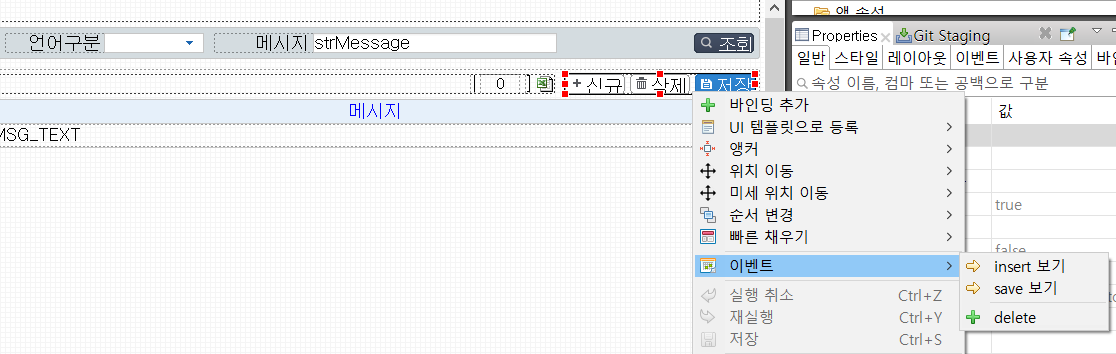 앱 속성
Properties
Git Staging
언어구분
메시지
strMessage
조회
일반
스타일
레이아웃
이벤트
사용자 속성
바인
속성 이름, 컴마 또는 공백으로 구분
[ 0 ]
신규
삭제
저장
메시지
값
MSG_TEXT
바인딩 추가
UI 템플릿으로 등록
앵커
위치 이동
미세 위치 이동
순서 변경
빠른 채우기
true
false
이벤트
insert 보기
save 보기
delete
실행 취소 Ctrl+Z
재실행 Ctrl+Y
저장 Ctrl+S